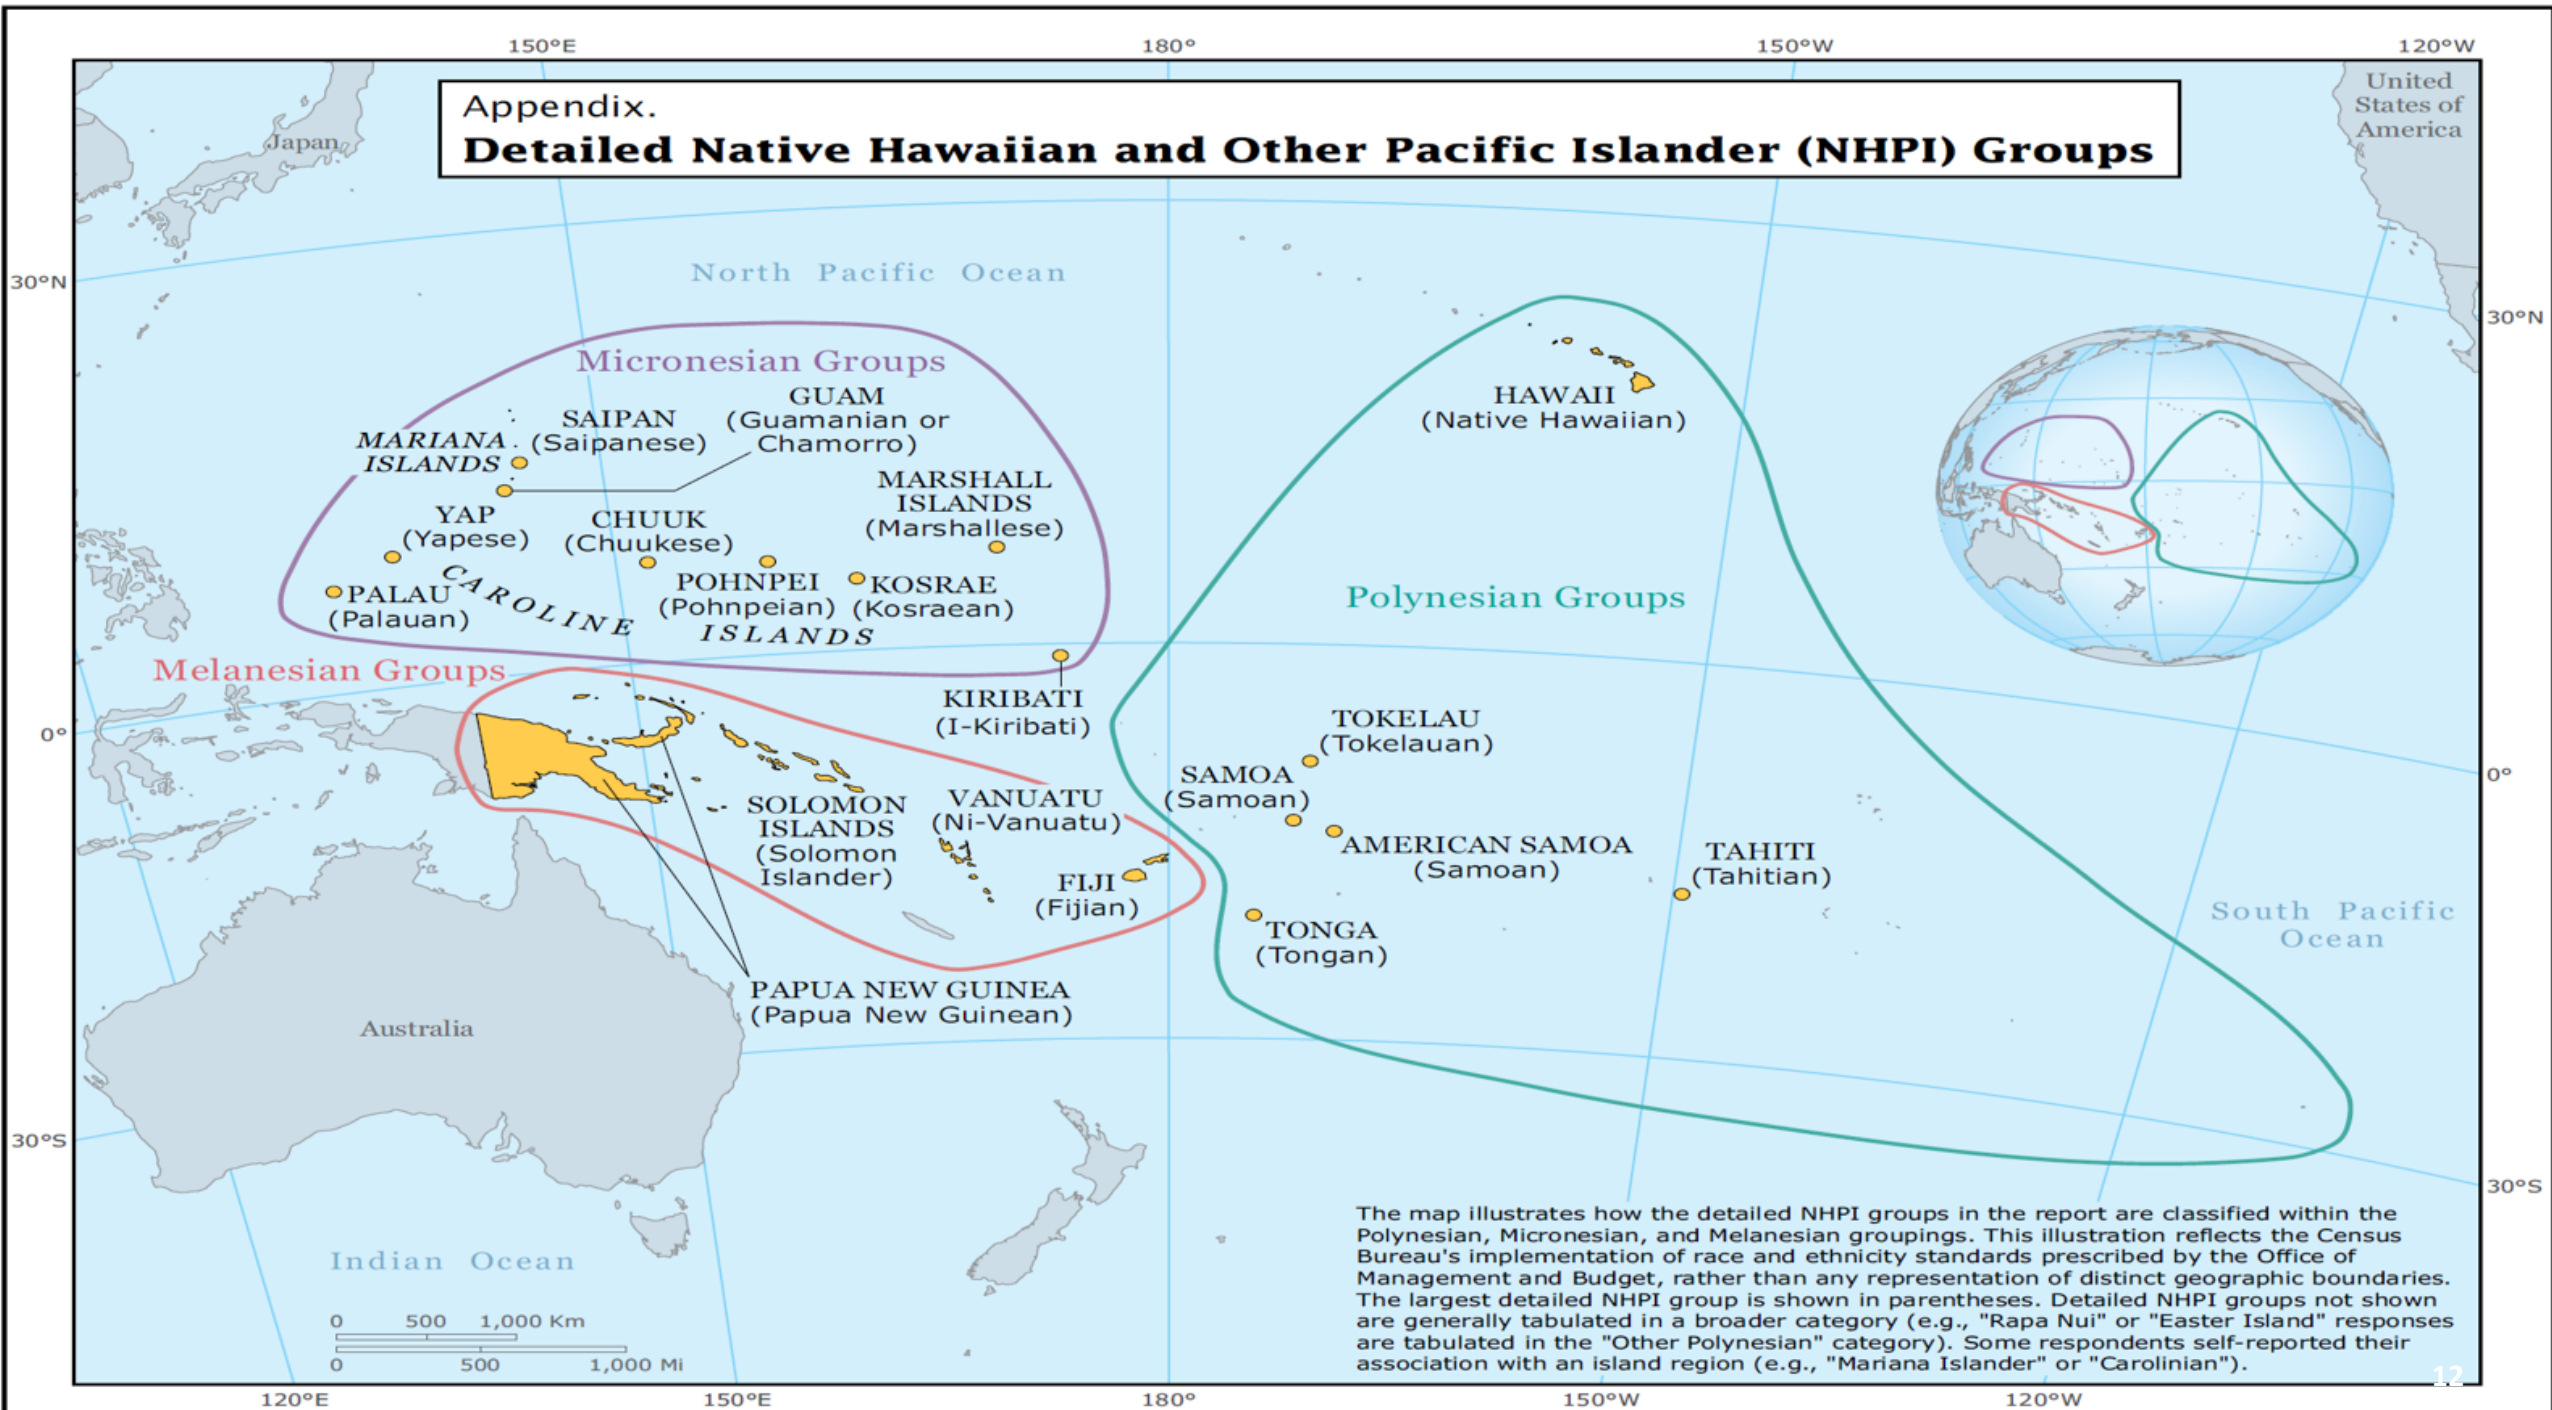 150°E
180°
150°W
120°W
Appendix.
Detailed Native Hawaiian and Other Pacific Islander (NHPI) Groups
United
States of
America
Japan
30°N
North Pacific Ocean
30°N
Micronesian Groups
GUAM
(Guamanian or
Chamorro)
SAIPAN
(Saipanese)
MARIANA
ISLANDS
MARSHALL
ISLANDS
(Marshallese)
YAP
(Yapese)
CHUUK
(Chuukese)
POHNPEI
(Pohnpeian)
KOSRAE
(Kosraean)
PALAU
(Palauan)
CAROLINE
ISLANDS
KIRIBATI
(I-Kiribati)
HAWAII
(Native Hawaiian)
Polynesian Groups
Melanesian Groups
0°
0°
TOKELAU
(Tokelauan)
SAMOA
(Samoan)
AMERICAN SAMOA
(Samoan)
TAHITI
(Tahitian)
TONGA
(Tongan)
SOLOMON
ISLANDS
(Solomon
Islander)
VANUATU
(Ni-Vanuatu)
FIJI
(Fijian)
PAPUA NEW GUINEA
(Papua New Guinean)
South Pacific
Ocean
Australia
30°S
30°S
Indian Ocean
0 500 1,000 Km
0 500 1,000 Mi
The map illustrates how the detailed NHPI groups in the report are classified within the
Polynesian, Micronesian, and Melanesian groupings. This illustration reflects the Census
Bureau's implementation of race and ethnicity standards prescribed by the Office of
Management and Budget, rather than any representation of distinct geographic boundaries.
The largest detailed NHPI group is shown in parentheses. Detailed NHPI groups not shown
are generally tabulated in a broader category (e.g., "Rapa Nui" or "Easter Island" responses
are tabulated in the "Other Polynesian" category). Some respondents self-reported their
association with an island region (e.g., "Mariana Islander" or "Carolinian").
12
120°E
150°E
180°
150°W
120°W